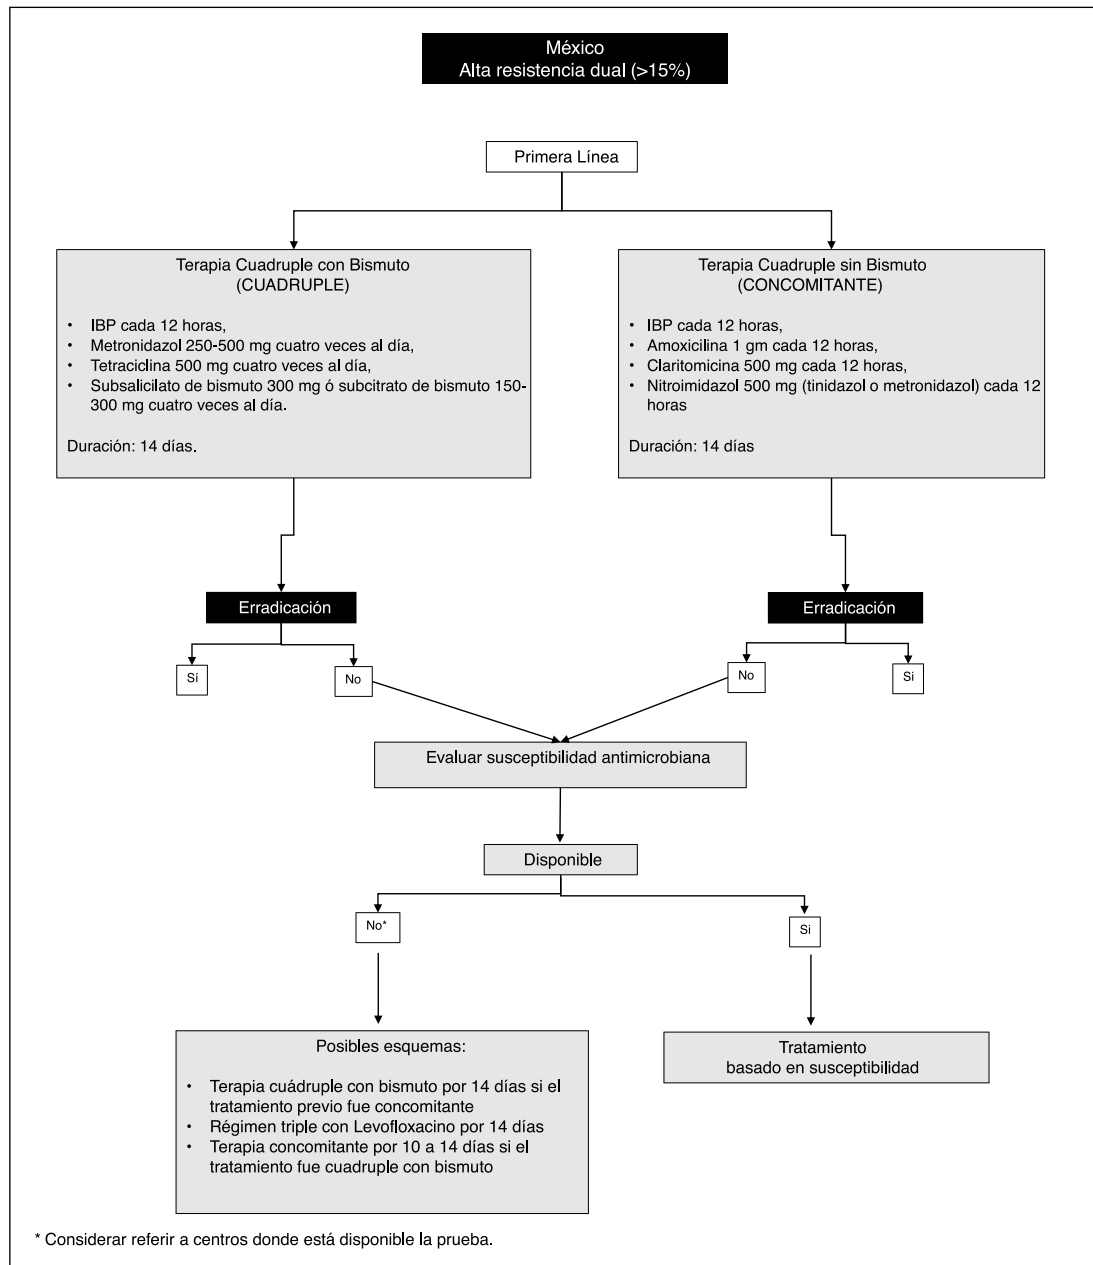 México
Alta resistencia dual (>15%)
Primera Línea
Terapia Cuadruple con Bismuto
(CUADRUPLE)
• IBP cada 12 horas,
• Metronidazol 250-500 mg cuatro veces al día,
• Tetraciclina 500 mg cuatro veces al día,
• Subsalicilato de bismuto 300 mg ó subcitrato de bismuto 150-
300 mg cuatro veces al día.
Duración: 14 días.
Terapia Cuadruple sin Bismuto
(CONCOMITANTE)
• IBP cada 12 horas,
• Amoxicilina 1 gm cada 12 horas,
• Claritomicina 500 mg cada 12 horas,
• Nitroimidazol 500 mg (tinidazol o metronidazol) cada 12
horas
Duración: 14 días
Erradicación
Erradicación
Sí
No
No
Si
Evaluar susceptibilidad antimicrobiana
Disponible
No*
Si
Posibles esquemas:
• Terapia cuádruple con bismuto por 14 días si el
tratamiento previo fue concomitante
• Régimen triple con Levofloxacino por 14 días
• Terapia concomitante por 10 a 14 días si el
tratamiento fue cuadruple con bismuto
Tratamiento
basado en susceptibilidad
* Considerar referir a centros donde está disponible la prueba.